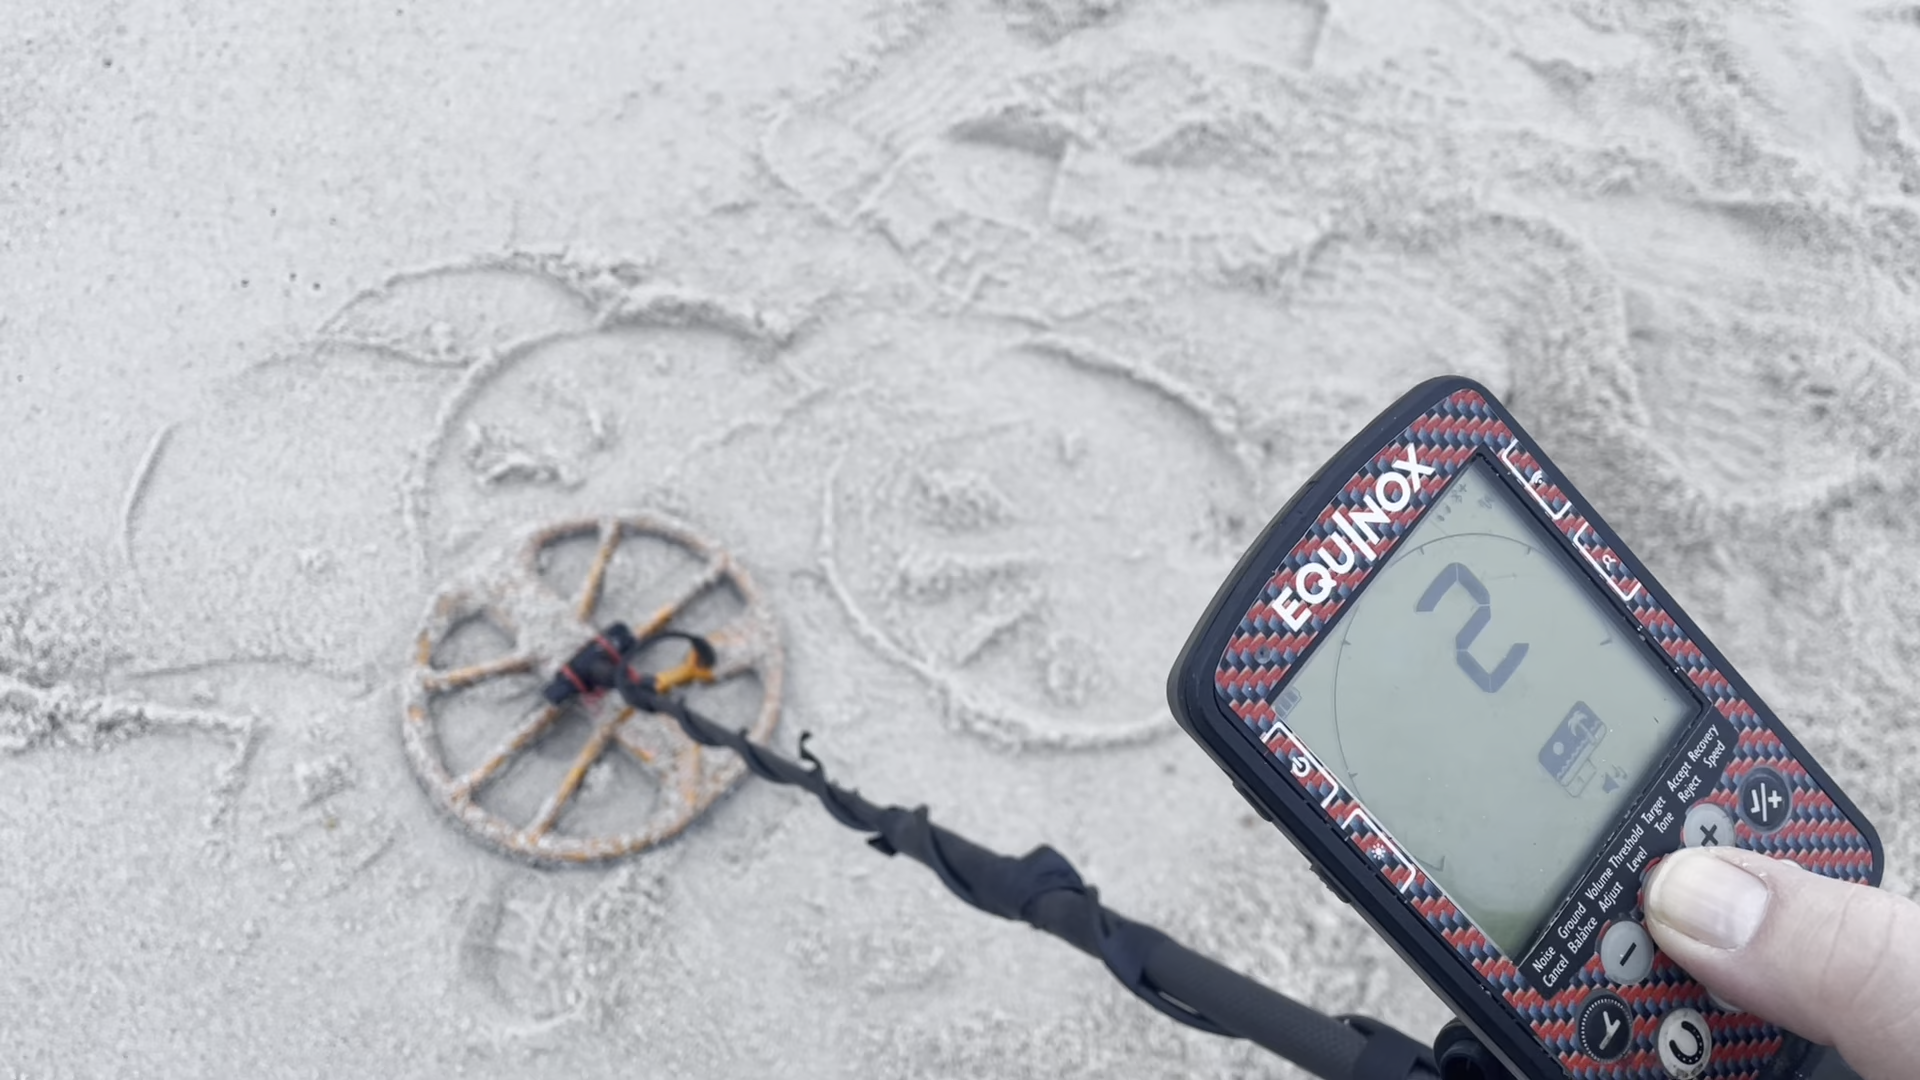 EQUINOX
2
Noise Ground Volume Threshold Target Accept Recovery
Cancel Balance Adjust Level Tone Reject Speed
+
-